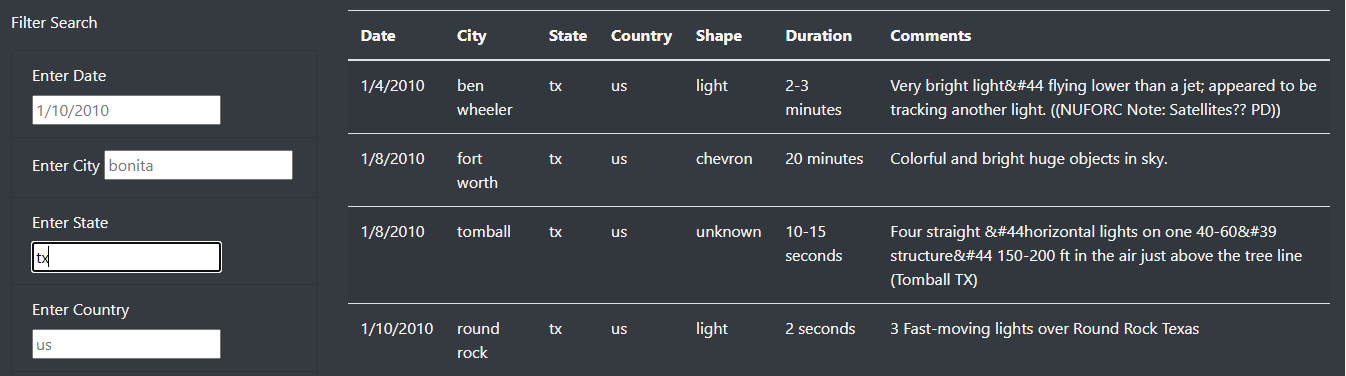 Filter Search
Enter Date
1/10/2010
Enter City bonita
Enter State
tx
Enter Country
us
Date City State Country Shape Duration Comments
1/4/2010 ben tx us light 2-3 Very bright light&#44 flying lower than a jet; appeared to be
wheeler minutes tracking another light. ((NUFORC Note: Satellites?? PD))
1/8/2010 fort tx us chevron 20 minutes Colorful and bright huge objects in sky.
worth
1/8/2010 tomball tx us unknown 10-15 Four straight &#44horizontal lights on one 40-60&#39
seconds structure&#44 150-200 ft in the air just above the tree line
(Tomball TX)
1/10/2010 round tx us light 2 seconds 3 Fast-moving lights over Round Rock Texas
rock